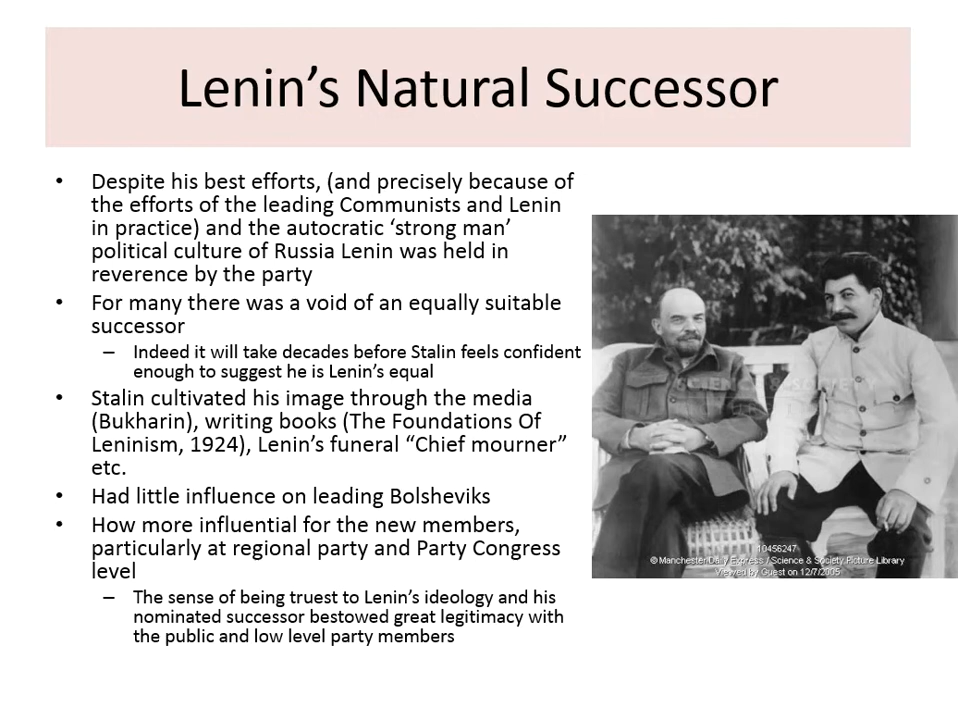 Lenin’s Natural Successor
• Despite his best efforts, (and precisely because of
the efforts of the leading Communists and Lenin
in practice) and the autocratic ‘strong man’
political culture of Russia Lenin was held in
reverence by the party
• For many there was a void of an equally suitable
successor
– Indeed it will take decades before Stalin feels confident
enough to suggest he is Lenin’s equal
• Stalin cultivated his image through the media
(Bukharin), writing books (The Foundations Of
Leninism, 1924), Lenin’s funeral “Chief mourner”
etc.
• Had little influence on leading Bolsheviks
• How more influential for the new members,
particularly at regional party and Party Congress
level
– The sense of being truest to Lenin’s ideology and his
nominated successor bestowed great legitimacy with
the public and low level party members
SCIENCE & SOCIETY
10456247
© Manchester Daily Express / Science & Society Picture Library
Viewed by Guest on 12/7/2005